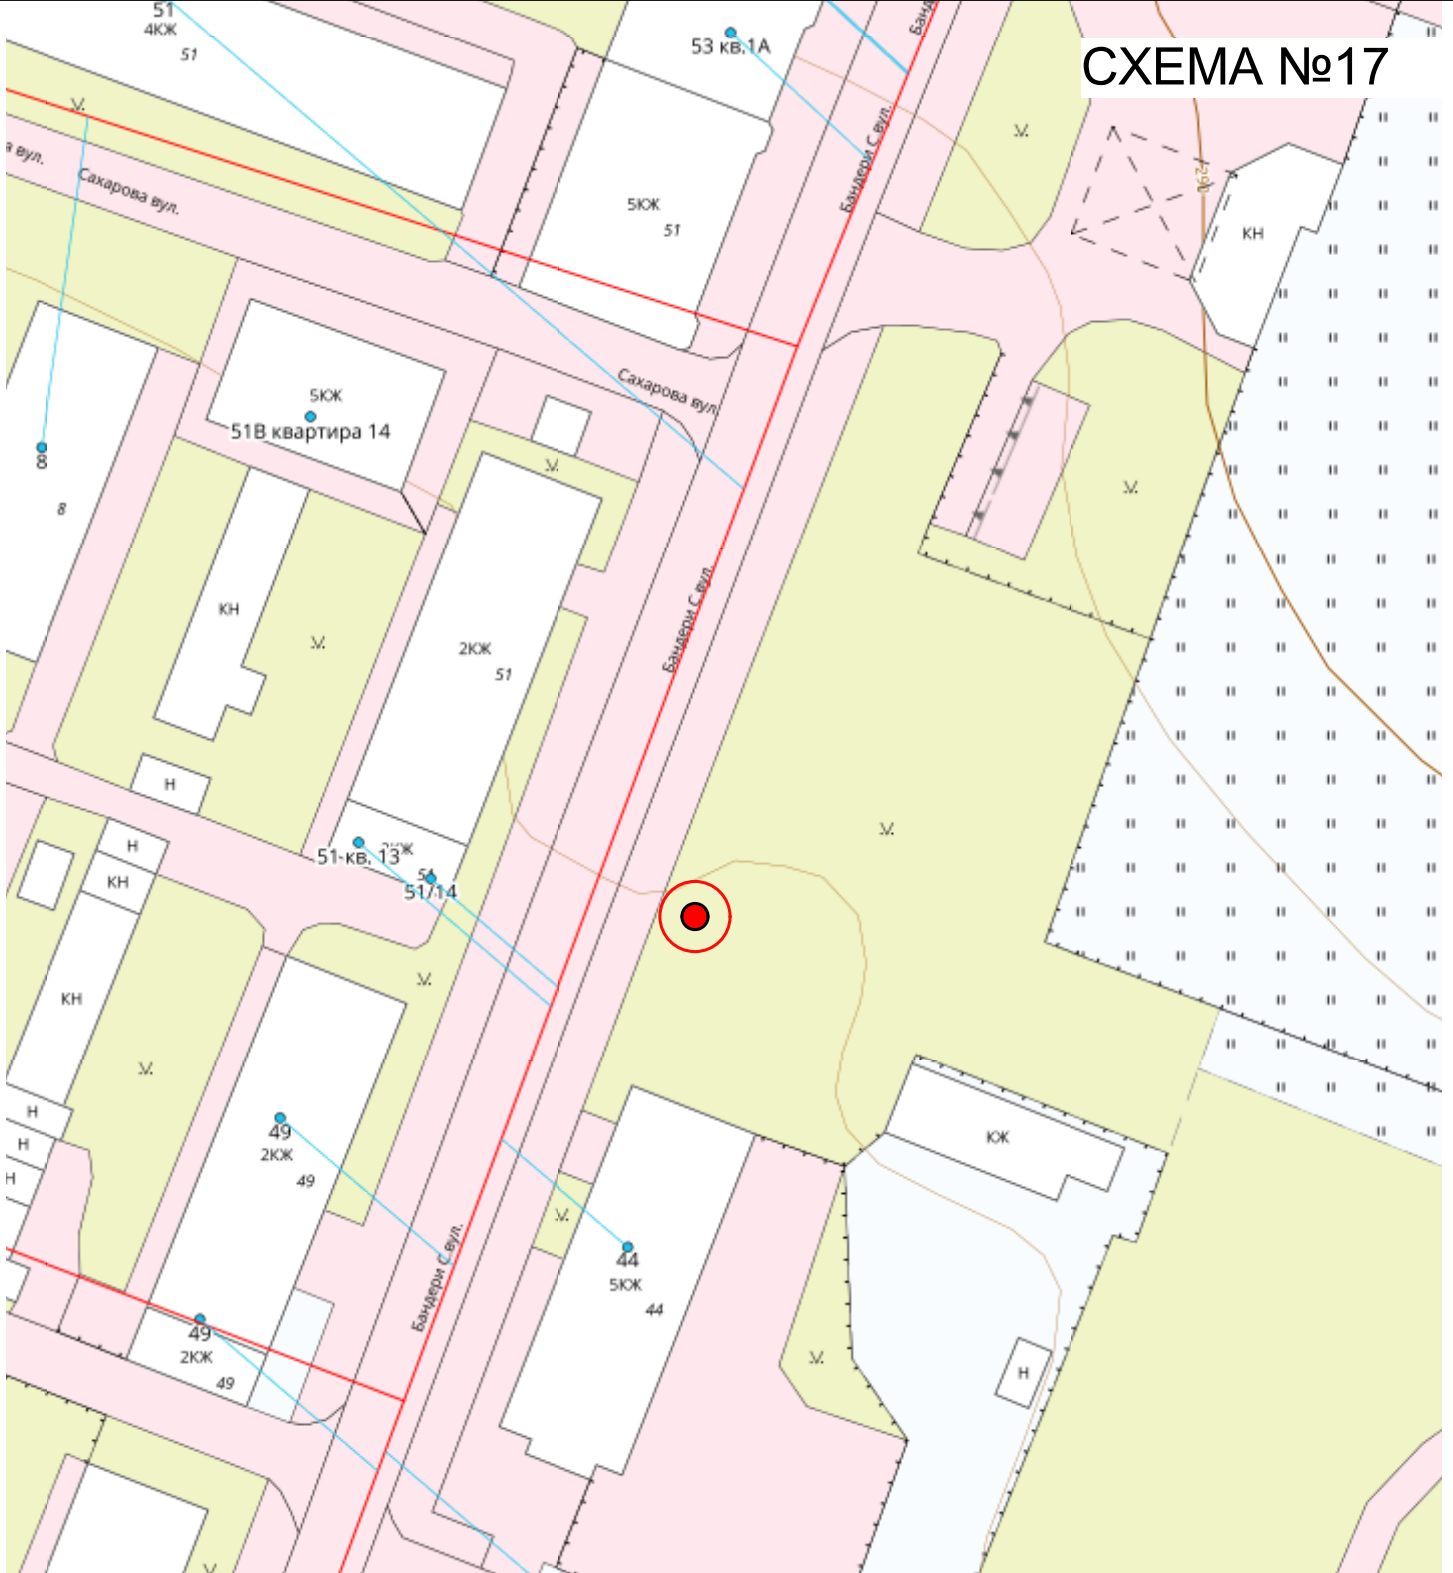 51
4КЖ
51
53 кв.1А
СХЕМА №17
Бандери С вул.
а вул.
Сахарова вул.
5КЖ
51
290
КН
5КЖ
51В квартира 14
Сахарова вул.
8
8
Бандери С вул.
КН
2КЖ
51
Н
Н
51-кв. 13
51/14
КН
КН
Н
Н
Н
49
2КЖ
49
КЖ
44
5КЖ
44
Бандери С вул.
49
2КЖ
49
Н